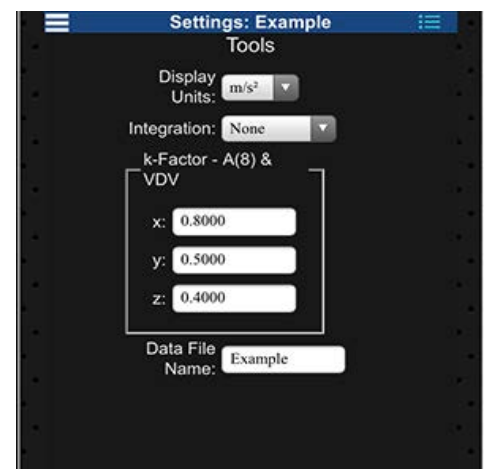 Settings: Example
Tools
Display
Units: m/s²
Integration: None
k-Factor - A(8) &
VDV
x: 0.8000
y: 0.5000
z: 0.4000
Data File
Name: Example